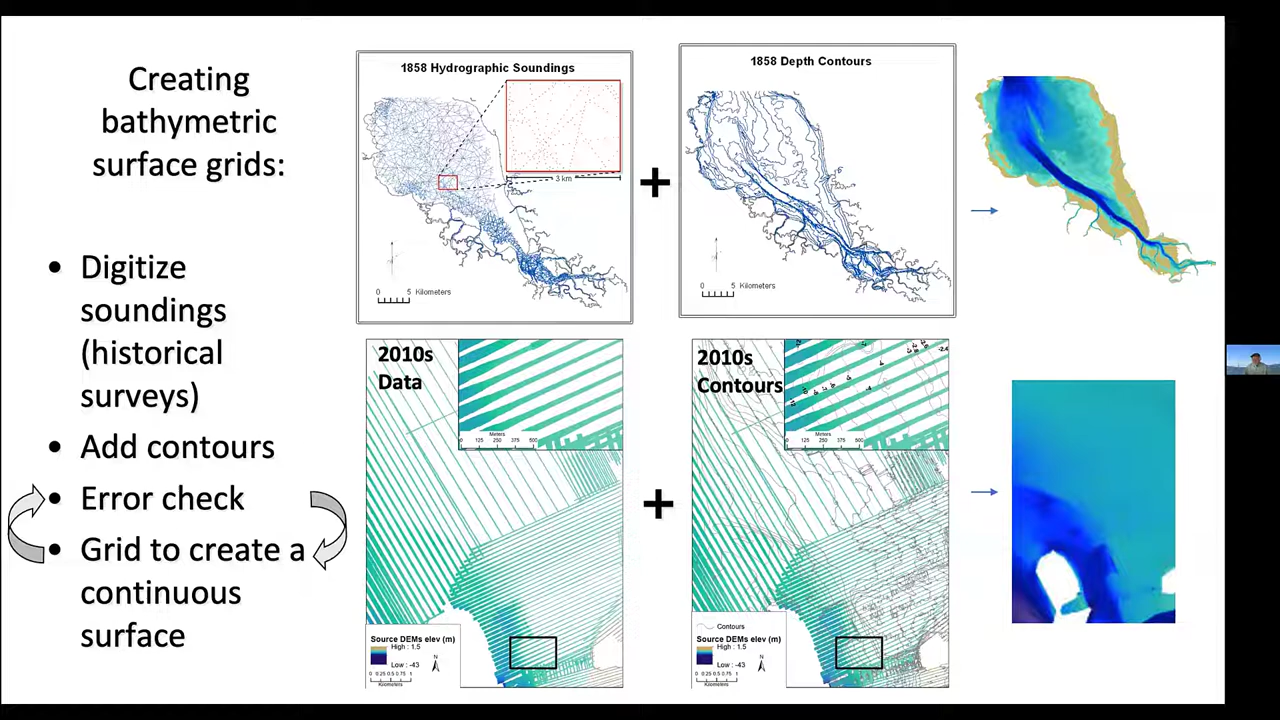 Creating
bathymetric
surface grids:
• Digitize
soundings
(historical
surveys)
• Add contours
• Error check
• Grid to create a
continuous
surface
1858 Hydrographic Soundings
3 km
0 5 Kilometers
+
1858 Depth Contours
0 5 Kilometers
2010s
Data
Meters
0 125 250 375 500
Source DEMs elev (m)
High : 1.5
Low : -43
N
0 0.25 0.5 0.75 1
Kilometers
+
2010s
Contours
Meters
0 125 250 375 500
Contours
Source DEMs elev (m)
High : 1.5
Low : -43
N
0 0.25 0.5 0.75 1
Kilometers